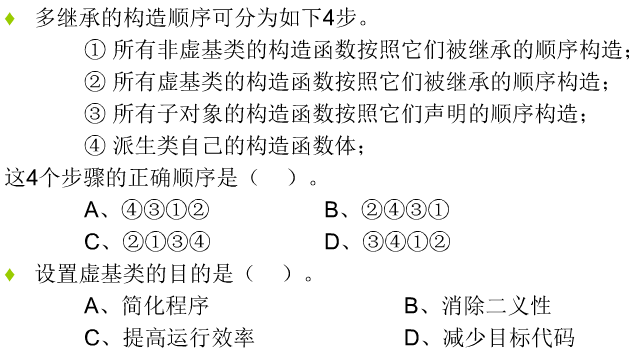 ♦ 多继承的构造顺序可分为如下4步。
① 所有非虚基类的构造函数按照它们被继承的顺序构造;
② 所有虚基类的构造函数按照它们被继承的顺序构造;
③ 所有子对象的构造函数按照它们声明的顺序构造;
④ 派生类自己的构造函数体;
这4个步骤的正确顺序是（ ）。
A、④③①② B、②④③①
C、②①③④ D、③④①②
♦ 设置虚基类的目的是（ ）。
A、简化程序 B、消除二义性
C、提高运行效率 D、减少目标代码